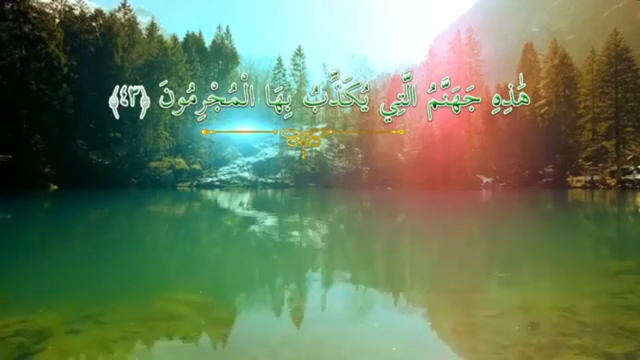 هَٰذِهِ جَهَنَّمُ الَّتِي يُكَذِّبُ بِهَا الْمُجْرِمُونَ ﴿٤٣﴾